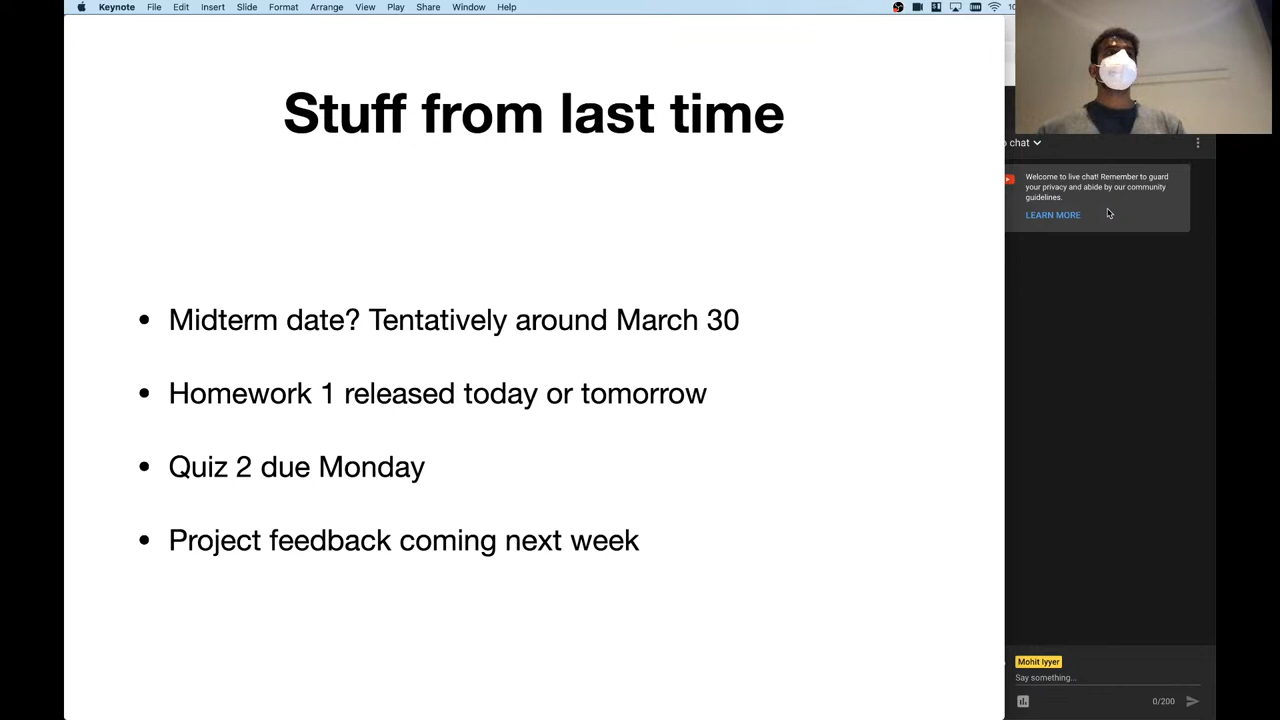 Keynote File Edit Insert Slide Format Arrange View Play Share Window Help
Stuff from last time
• Midterm date? Tentatively around March 30
• Homework 1 released today or tomorrow
• Quiz 2 due Monday
• Project feedback coming next week
chat
Welcome to live chat! Remember to guard
your privacy and abide by our community
guidelines.
LEARN MORE
Mohit Iyyer
Say something...
0/200